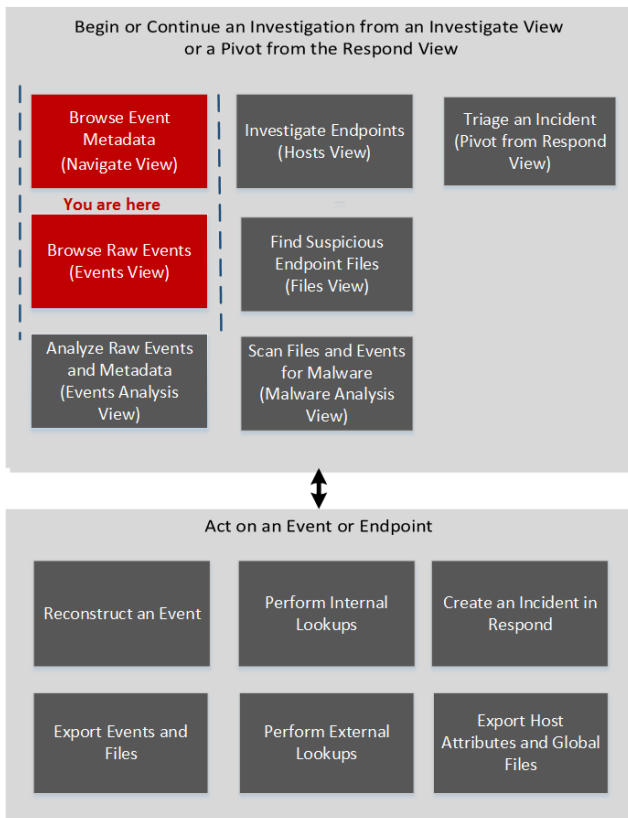 Begin or Continue an Investigation from an Investigate View
or a Pivot from the Respond View
Browse Event
Metadata
(Navigate View)
Investigate Endpoints
(Hosts View)
Triage an Incident
(Pivot from Respond
View)
You are here
Browse Raw Events
(Events View)
Find Suspicious
Endpoint Files
(Files View)
Analyze Raw Events
and Metadata
(Events Analysis
View)
Scan Files and Events
for Malware
(Malware Analysis
View)
Act on an Event or Endpoint
Reconstruct an Event
Perform Internal
Lookups
Create an Incident in
Respond
Export Events and
Files
Perform External
Lookups
Export Host
Attributes and Global
Files